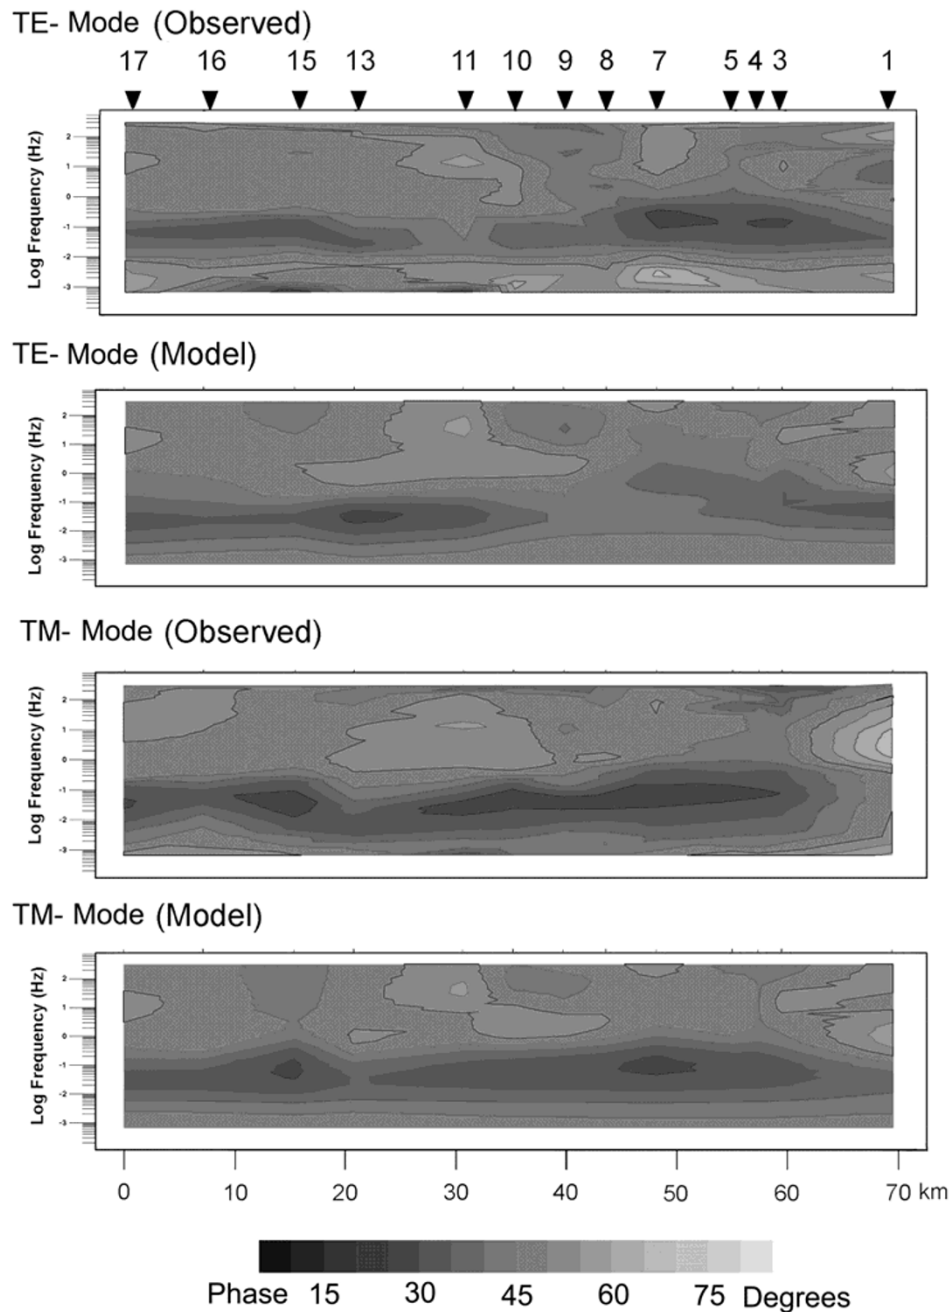 TE- Mode (Observed)
17 16 15 13 11 10 9 8 7 5 4 3 1
Log Frequency (Hz)
2
1
0
-1
-2
-3
TE- Mode (Model)
Log Frequency (Hz)
2
1
0
-1
-2
-3
TM- Mode (Observed)
Log Frequency (Hz)
2
1
0
-1
-2
-3
TM- Mode (Model)
Log Frequency (Hz)
2
1
0
-1
-2
-3
0 10 20 30 40 50 60 70 km
Phase 15 30 45 60 75 Degrees